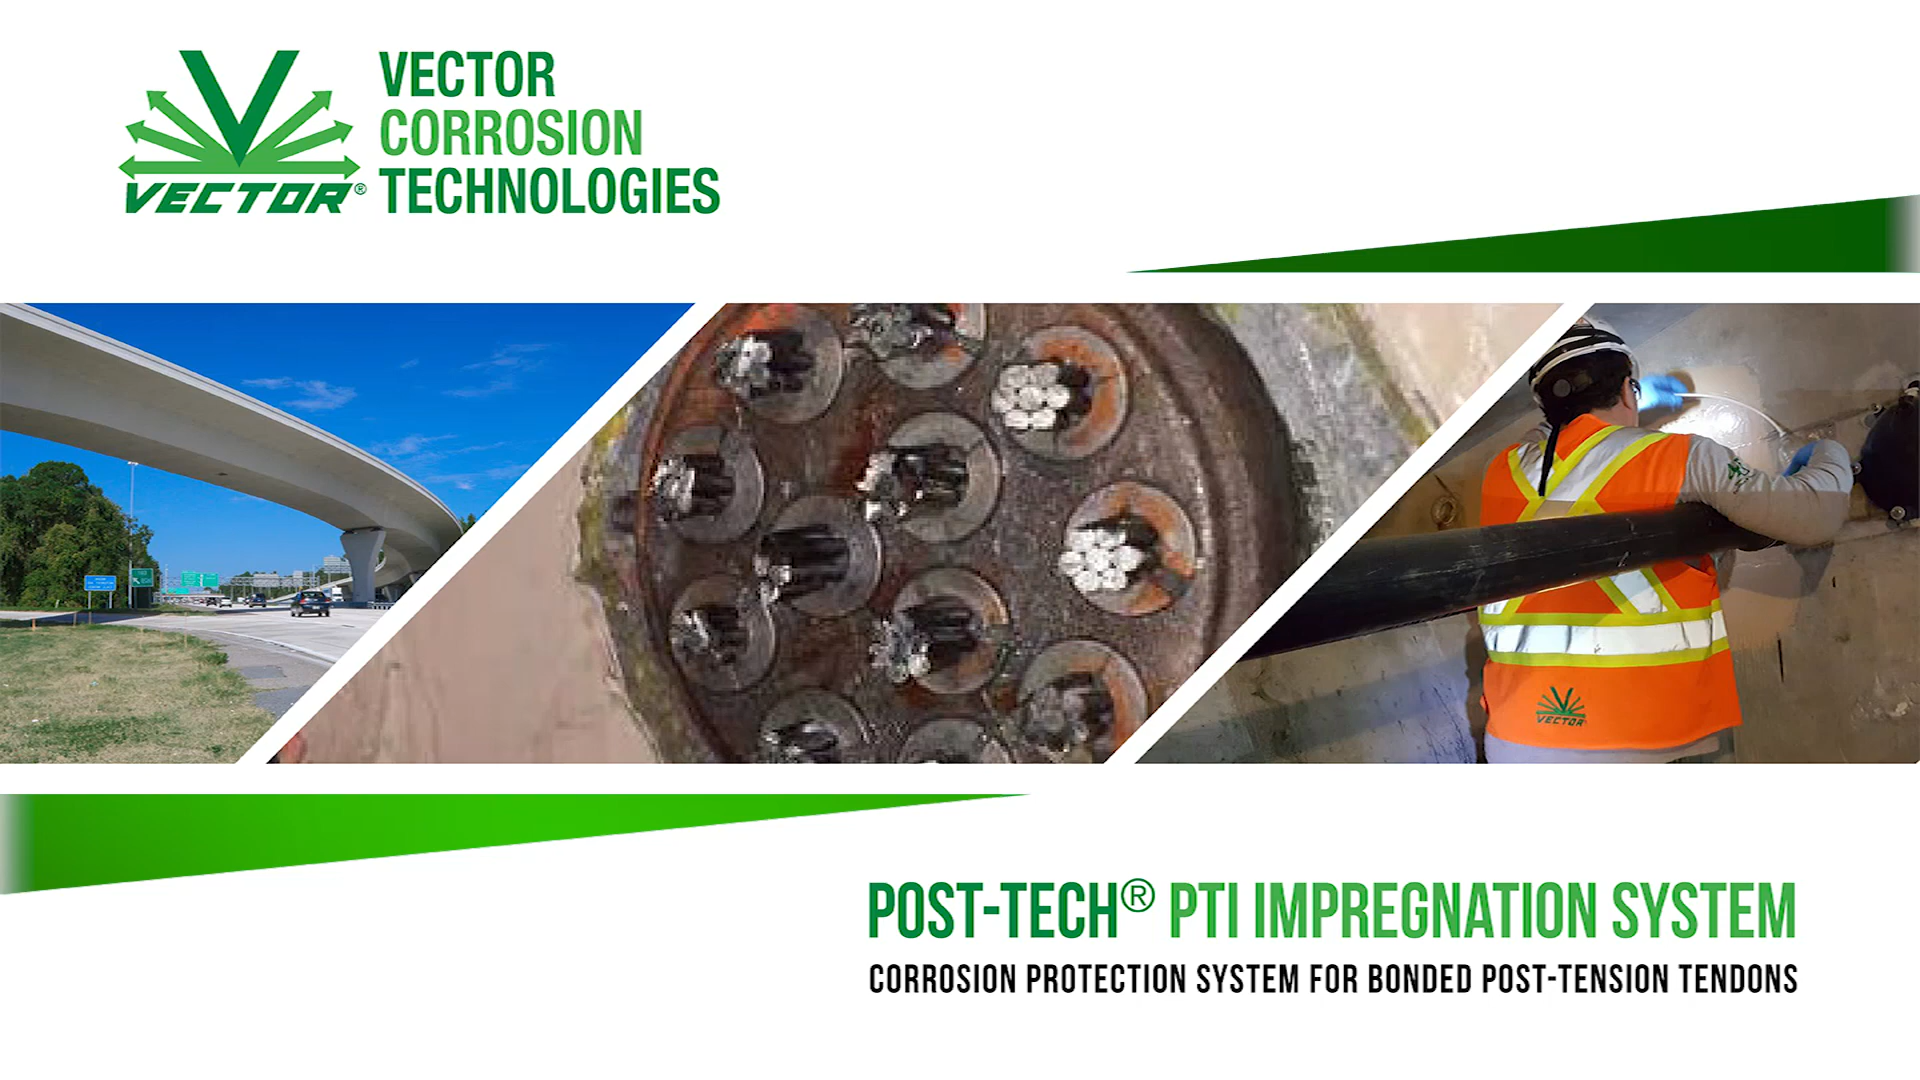 VECTOR®
VECTOR
CORROSION
TECHNOLOGIES
VECTOR
POST-TECH® PTI IMPREGNATION SYSTEM
CORROSION PROTECTION SYSTEM FOR BONDED POST-TENSION TENDONS